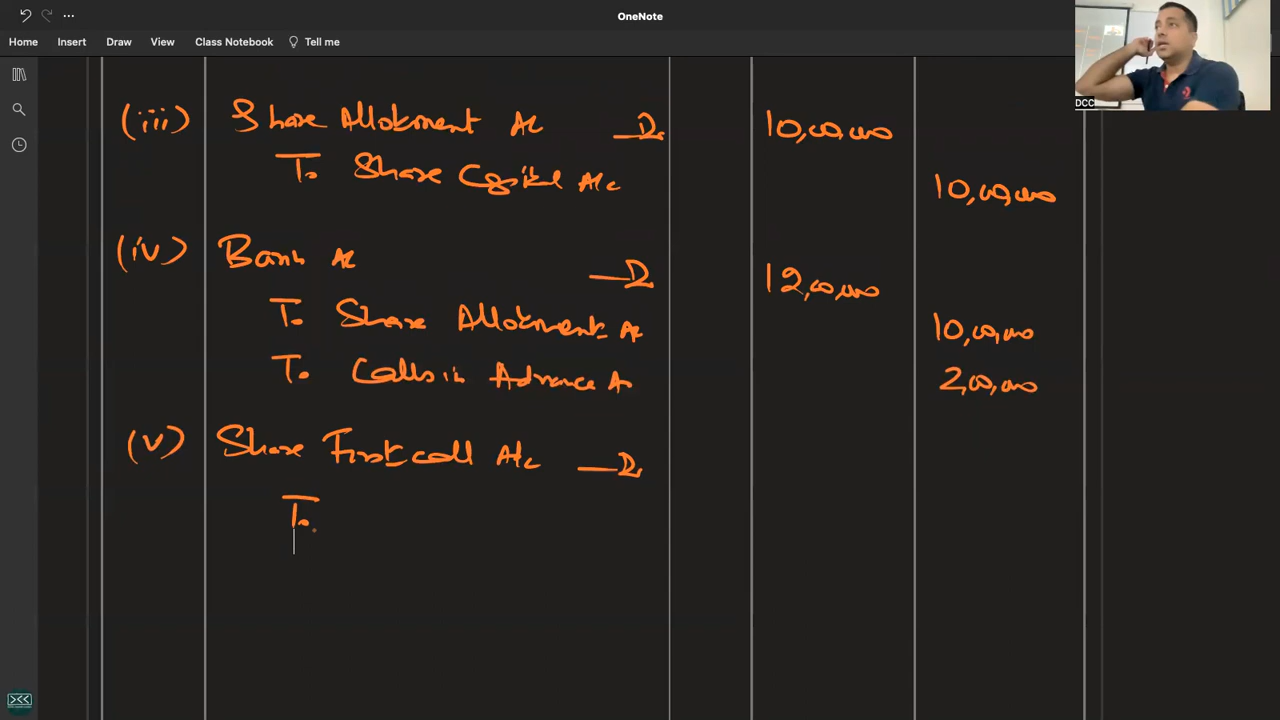 OneNote
Home Insert Draw View Class Notebook Tell me
DCC
(iii) Share Allotment A/c —Dr 10,00,000
To Share Capital A/c 10,00,000
(iv) Bank A/c —Dr 12,00,000
To Share Allotment A/c 10,00,000
To Calls in Advance A/c 2,00,000
(v) Share First call A/c —Dr
To